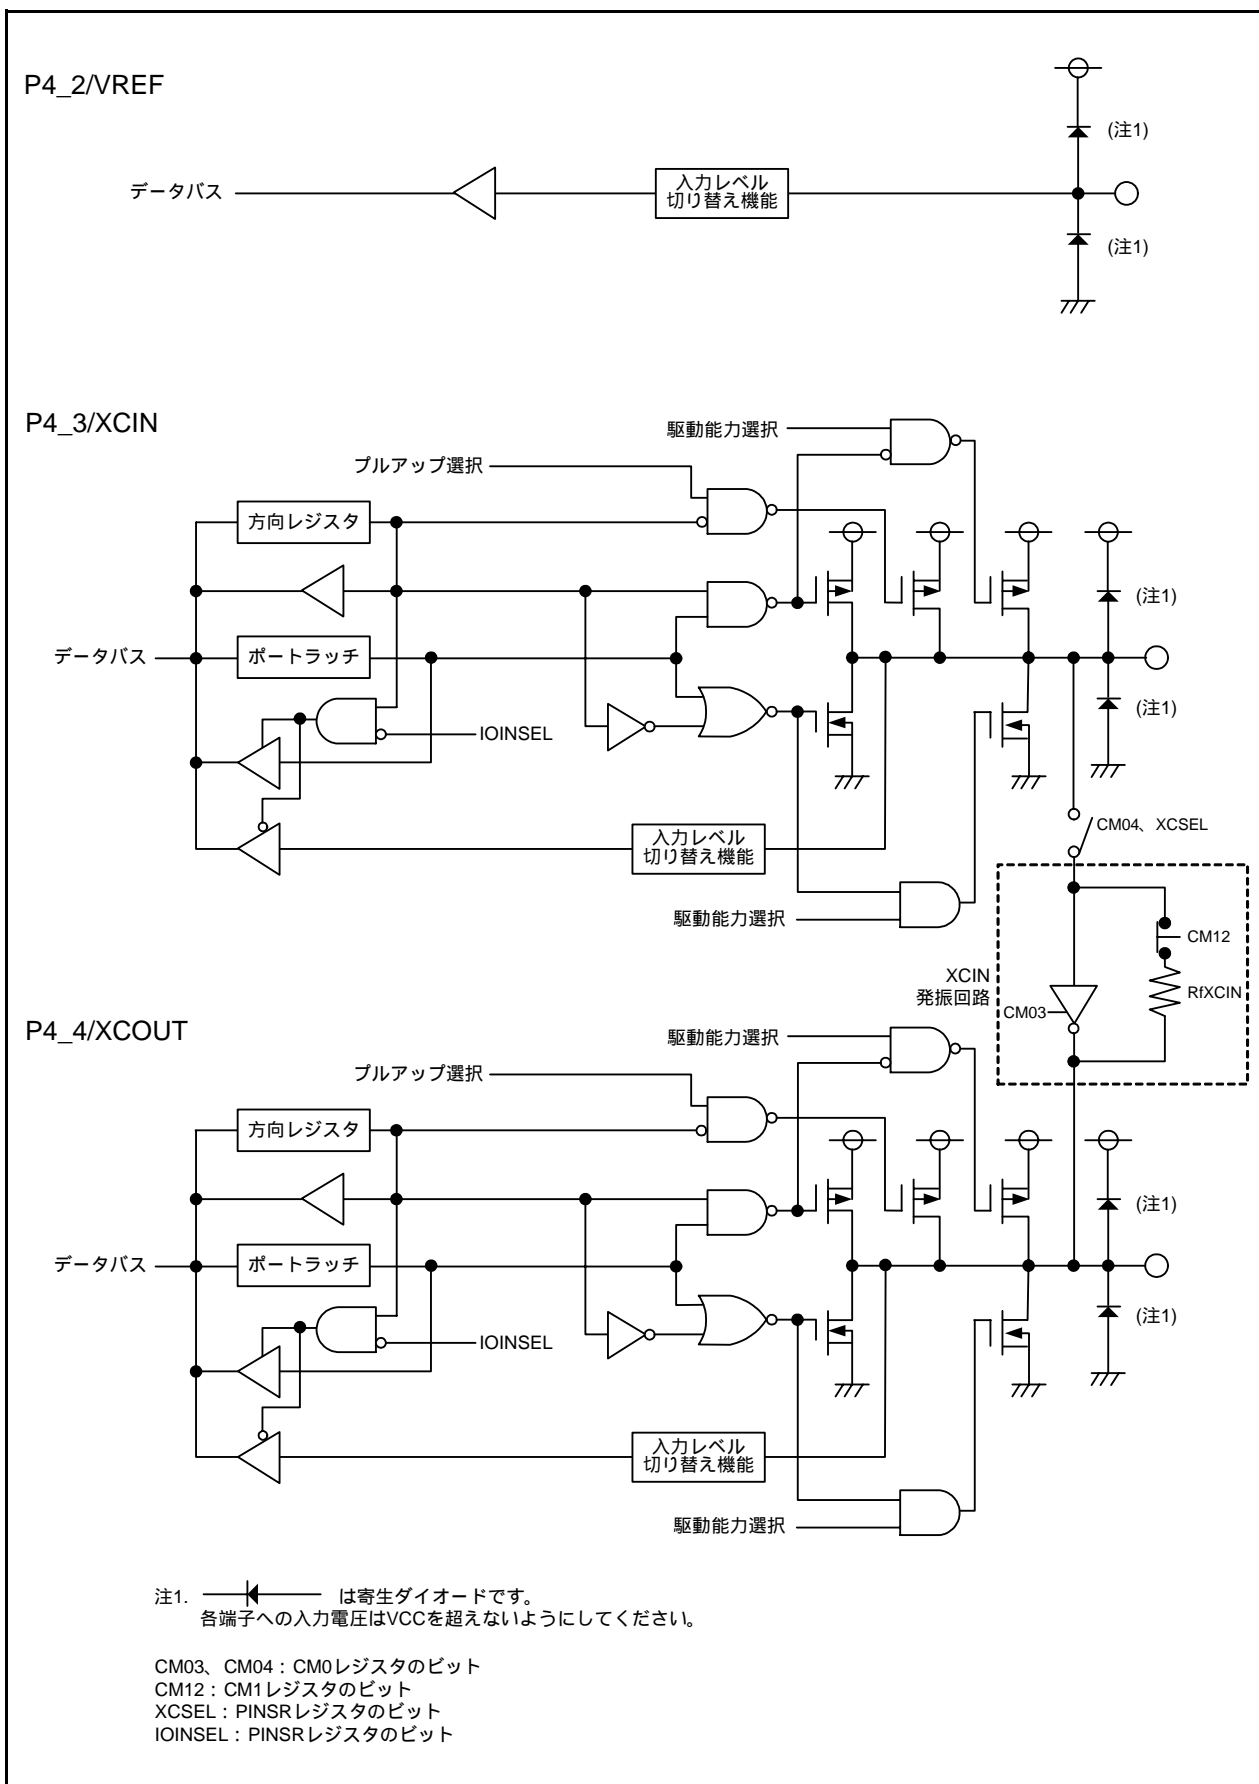 P4_2/VREF
(注1)
データバス
入力レベル
切り替え機能
(注1)
P4_3/XCIN
駆動能力選択
プルアップ選択
方向レジスタ
(注1)
データバス
ポートラッチ
(注1)
IOINSEL
CM04、XCSEL
入力レベル
切り替え機能
駆動能力選択
CM12
XCIN
発振回路
RfXCIN
CM03
P4_4/XCOUT
駆動能力選択
プルアップ選択
方向レジスタ
(注1)
データバス
ポートラッチ
(注1)
IOINSEL
入力レベル
切り替え機能
駆動能力選択
注1. は寄生ダイオードです。
各端子への入力電圧はVCCを超えないようにしてください。
CM03、CM04：CM0レジスタのビット
CM12：CM1レジスタのビット
XCSEL：PINSRレジスタのビット
IOINSEL：PINSRレジスタのビット